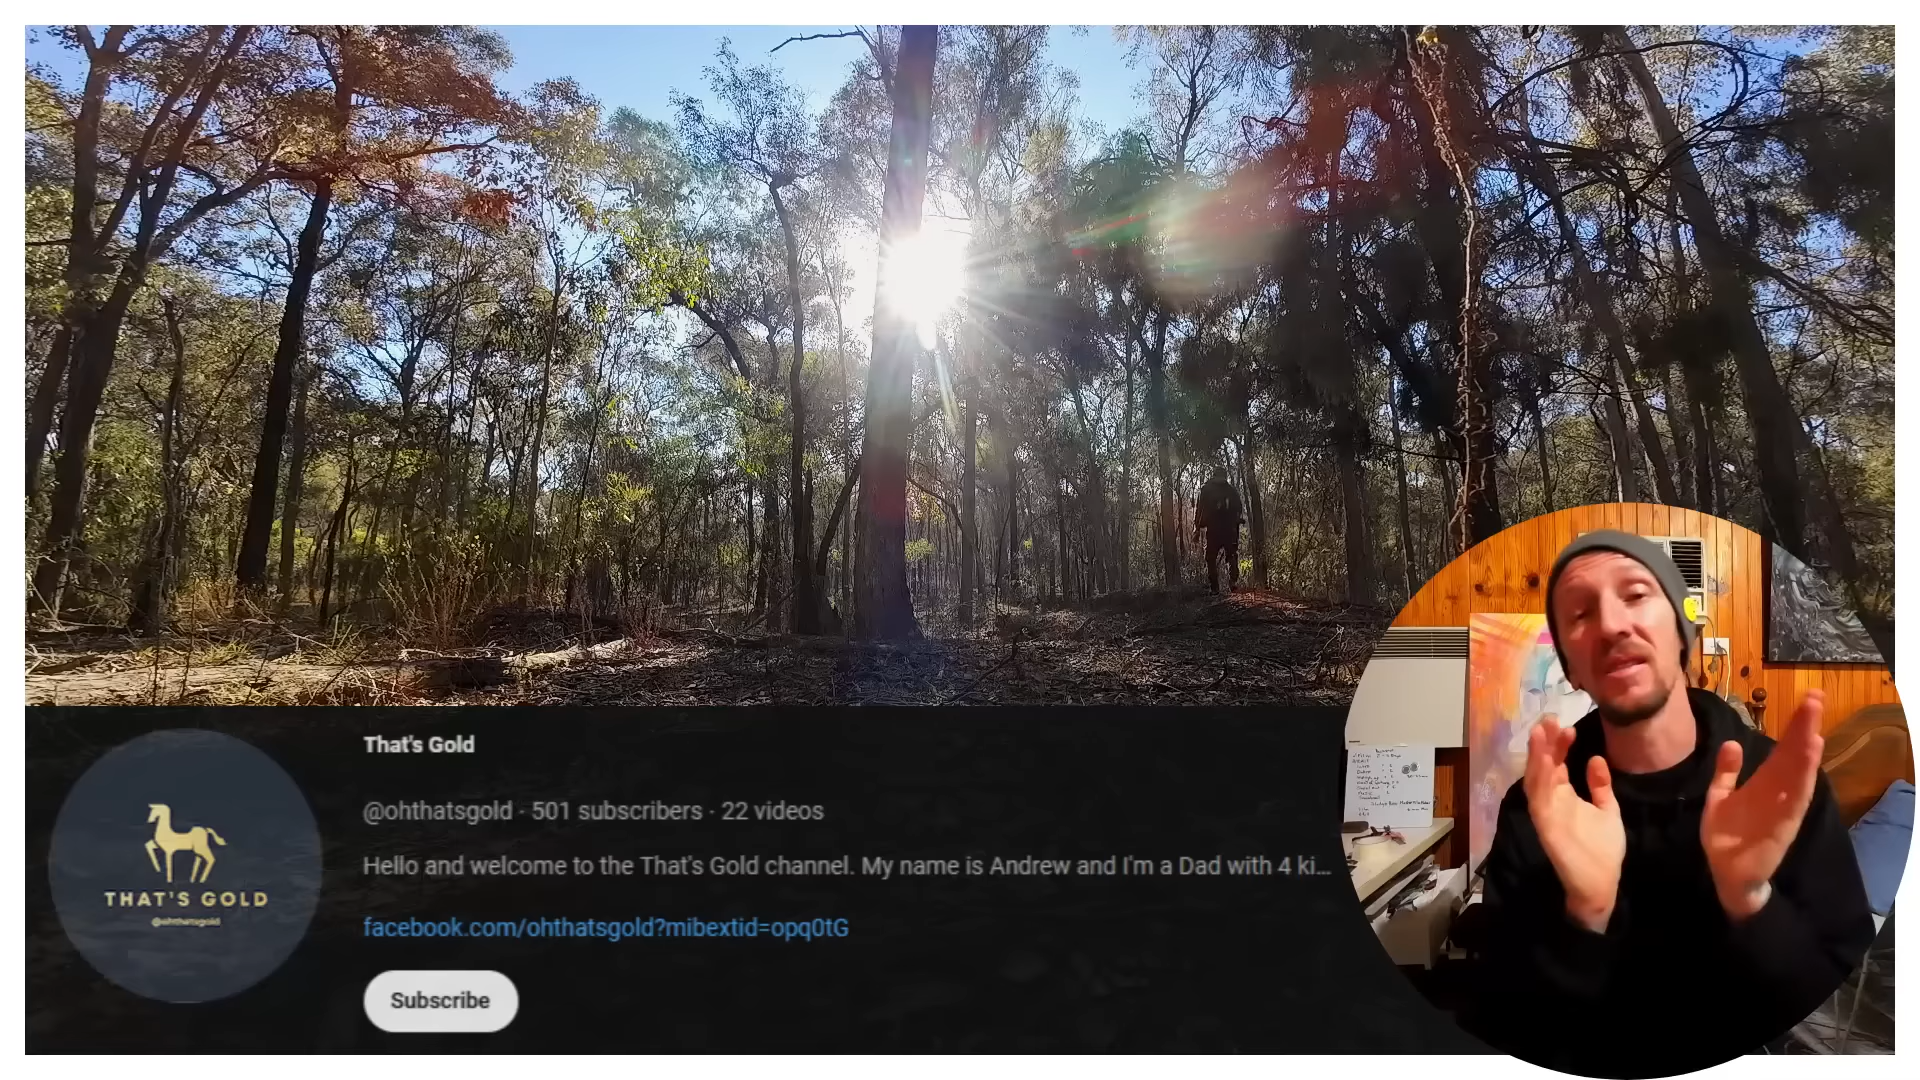 That's Gold
@ohthatsgold · 501 subscribers · 22 videos
Hello and welcome to the That's Gold channel. My name is Andrew and I'm a Dad with 4 ki...
facebook.com/ohthatsgold?mibextid=opq0tG
Subscribe
THAT'S GOLD
@ohthatsgold